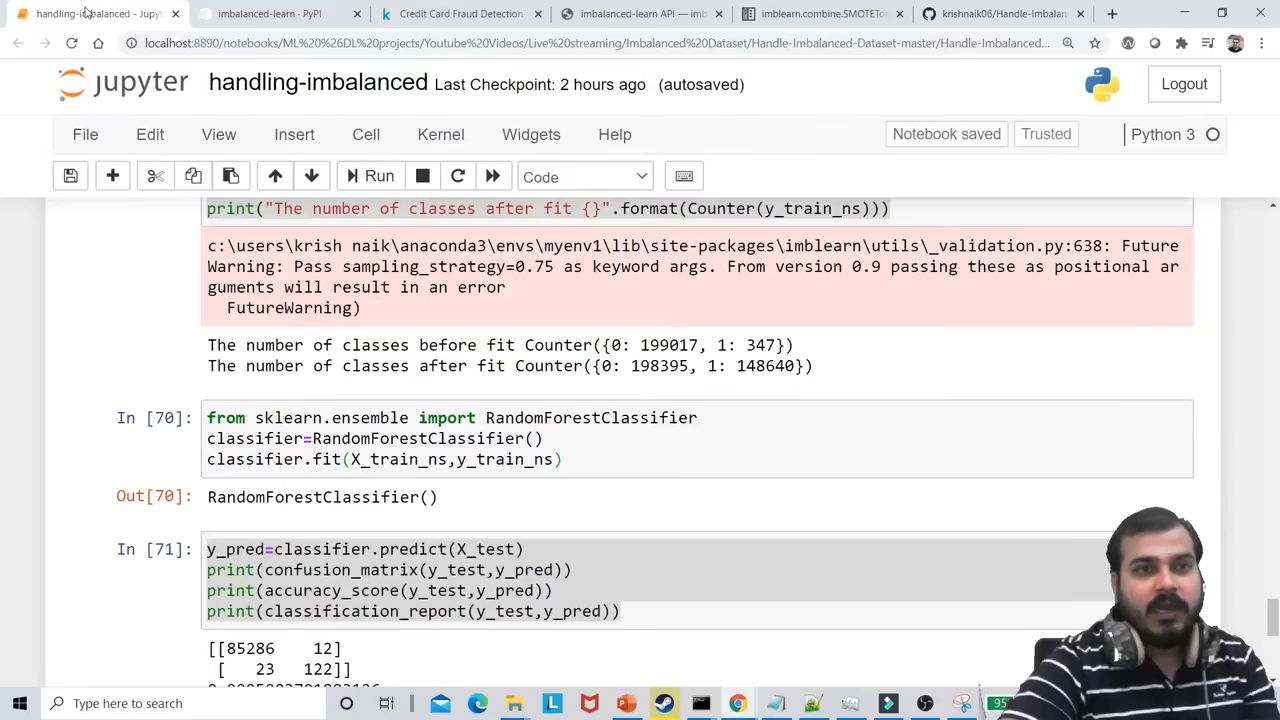 handling-imbalanced - Jupyt
imbalanced-learn · PyPI
Credit Card Fraud Detection
imbalanced-learn API — im
imblearn.combine.SMOTETo
krishnaik06/Handle-Imbalan
localhost:8890/notebooks/ML%20%26DL%20projects/Youtube%20Videos/Live%20streaming/Imbalanced%20Dataset/Handle-Imbalanced-Dataset-master/Handle-Imbalanced...
jupyter handling-imbalanced Last Checkpoint: 2 hours ago (autosaved)
Logout
File Edit View Insert Cell Kernel Widgets Help
Notebook saved Trusted Python 3
Run Code
print("The number of classes after fit {}".format(Counter(y_train_ns)))
c:\users\krish naik\anaconda3\envs\myenv1\lib\site-packages\imblearn\utils\_validation.py:638: Future
Warning: Pass sampling_strategy=0.75 as keyword args. From version 0.9 passing these as positional ar
guments will result in an error
FutureWarning)
The number of classes before fit Counter({0: 199017, 1: 347})
The number of classes after fit Counter({0: 198395, 1: 148640})
In [70]: from sklearn.ensemble import RandomForestClassifier
classifier=RandomForestClassifier()
classifier.fit(X_train_ns,y_train_ns)
Out[70]: RandomForestClassifier()
In [71]: y_pred=classifier.predict(X_test)
print(confusion_matrix(y_test,y_pred))
print(accuracy_score(y_test,y_pred))
print(classification_report(y_test,y_pred))
[[85286 12]
[ 23 122]]
Type here to search